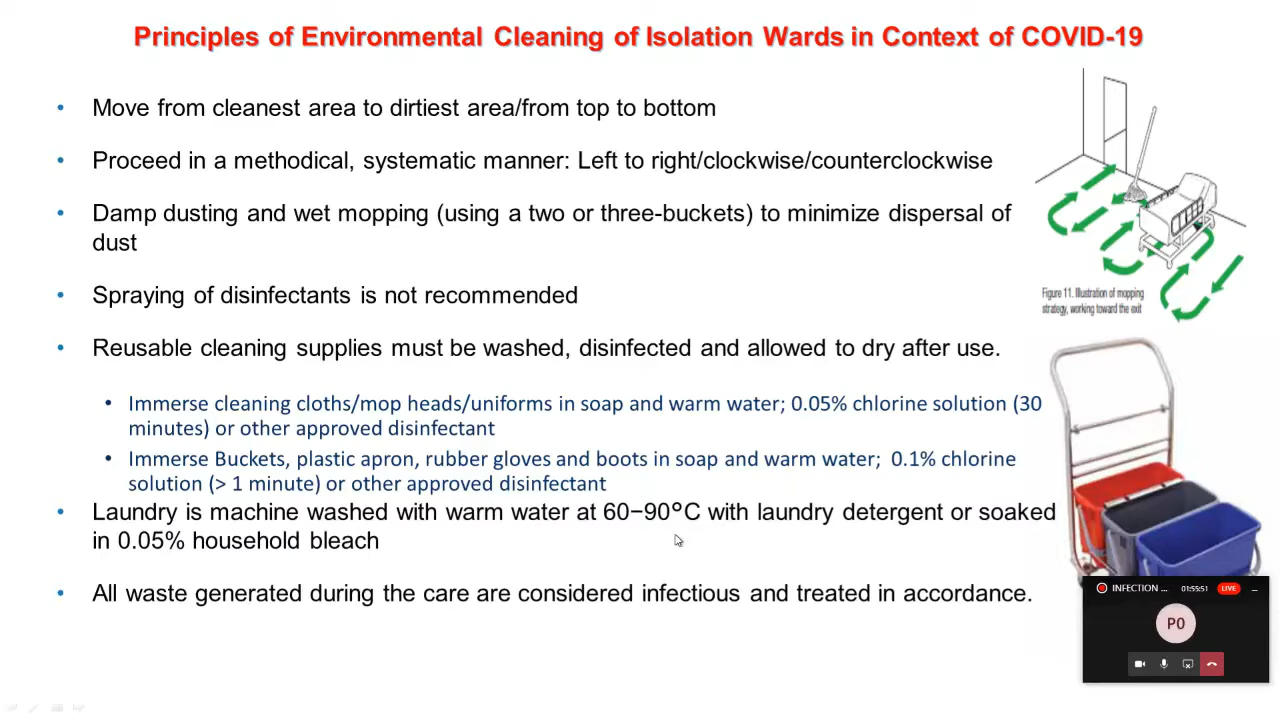 Principles of Environmental Cleaning of Isolation Wards in Context of COVID-19
• Move from cleanest area to dirtiest area/from top to bottom
• Proceed in a methodical, systematic manner: Left to right/clockwise/counterclockwise
• Damp dusting and wet mopping (using a two or three-buckets) to minimize dispersal of
dust
• Spraying of disinfectants is not recommended
• Reusable cleaning supplies must be washed, disinfected and allowed to dry after use.
• Immerse cleaning cloths/mop heads/uniforms in soap and warm water; 0.05% chlorine solution (30
minutes) or other approved disinfectant
• Immerse Buckets, plastic apron, rubber gloves and boots in soap and warm water; 0.1% chlorine
solution (> 1 minute) or other approved disinfectant
• Laundry is machine washed with warm water at 60−90°C with laundry detergent or soaked
in 0.05% household bleach
• All waste generated during the care are considered infectious and treated in accordance.
Figure 11. Illustration of mopping
strategy, working toward the exit
INFECTION ... 01:55:51 LIVE
P0